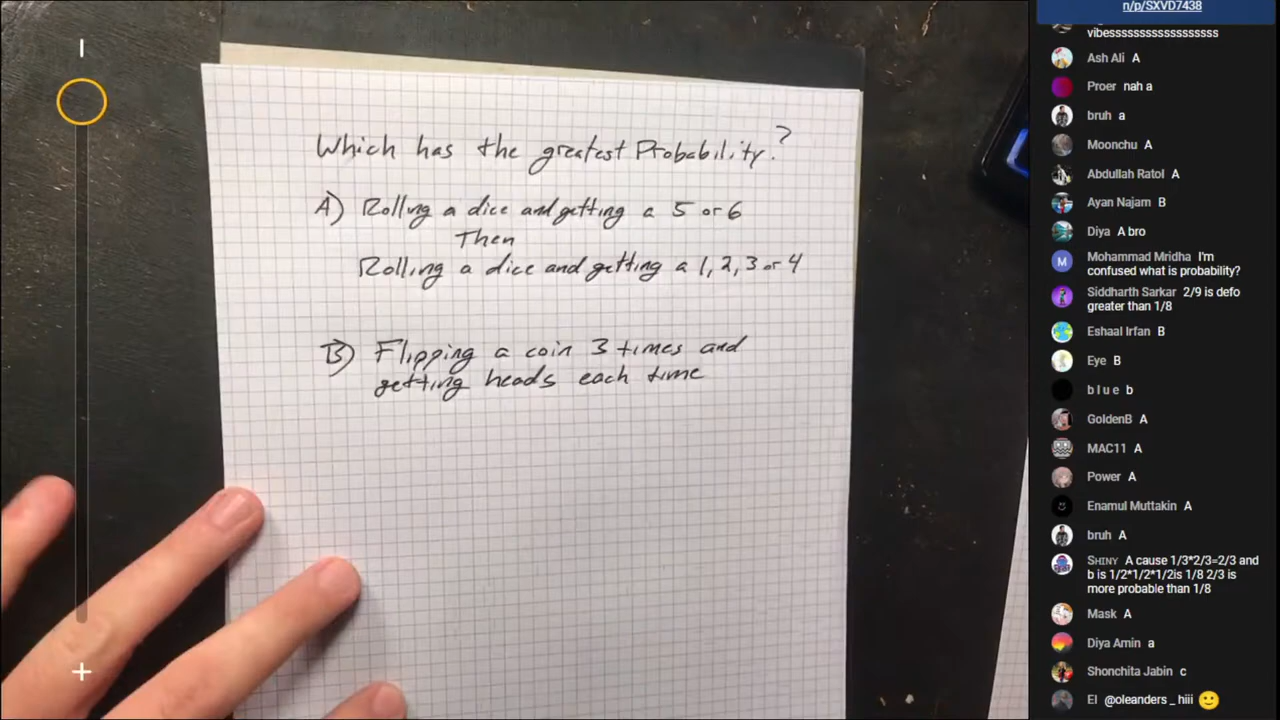 Which has the greatest Probability?
A) Rolling a dice and getting a 5 or 6
Then
Rolling a dice and getting a 1, 2, 3 or 4
B) Flipping a coin 3 times and
getting heads each time
n/p/SXVD7438
vibesssssssssssssssssss
Ash Ali A
Proer nah a
bruh a
Moonchu A
Abdullah Ratol A
Ayan Najam B
Diya A bro
M
Mohammad Mridha I'm
confused what is probability?
Siddharth Sarkar 2/9 is defo
greater than 1/8
Eshaal Irfan B
Eye B
b l u e b
GoldenB A
MAC11 A
Power A
Enamul Muttakin A
bruh A
SHINY A cause 1/3*2/3=2/3 and
b is 1/2*1/2*1/2is 1/8 2/3 is
more probable than 1/8
Mask A
Diya Amin a
Shonchita Jabin c
El @oleanders_ hiii 🙂